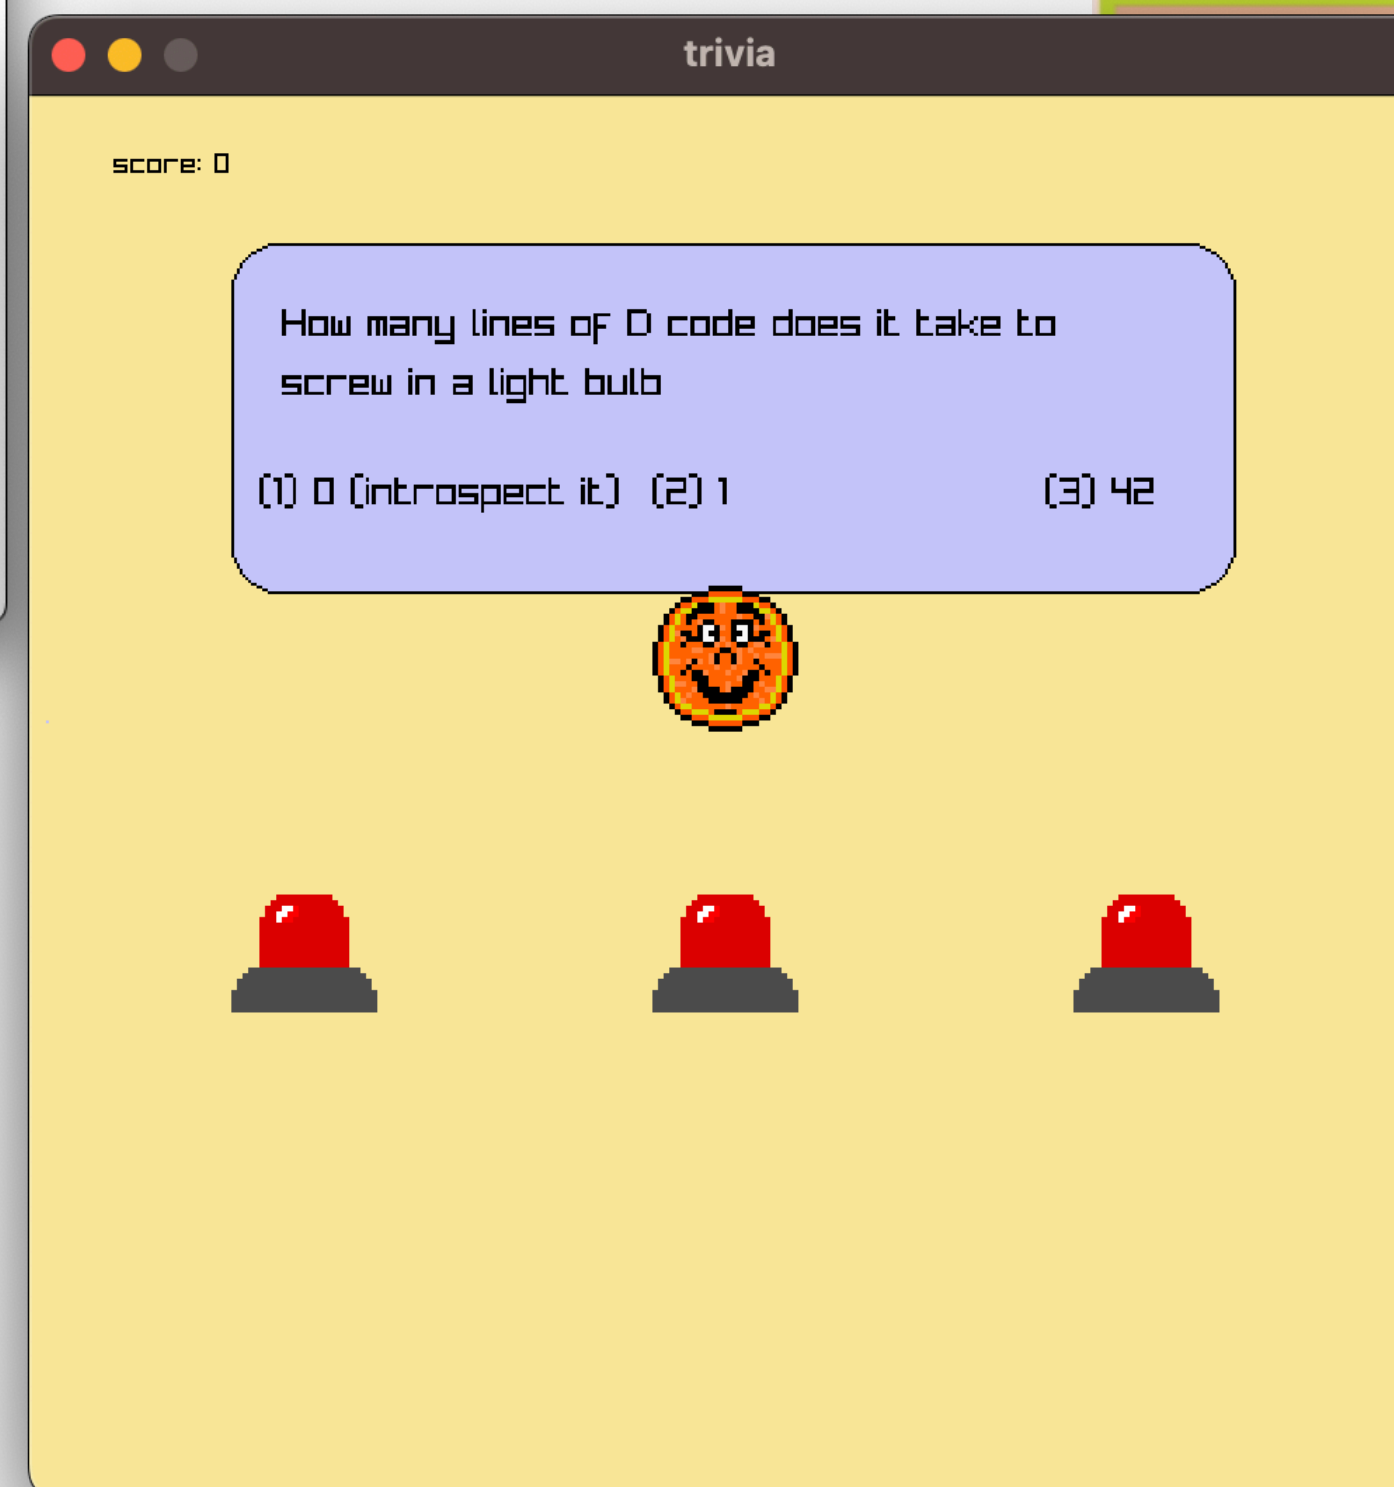 trivia
score: 0
How many lines of D code does it take to
screw in a light bulb
(1) 0 (introspect it) (2) 1 (3) 42